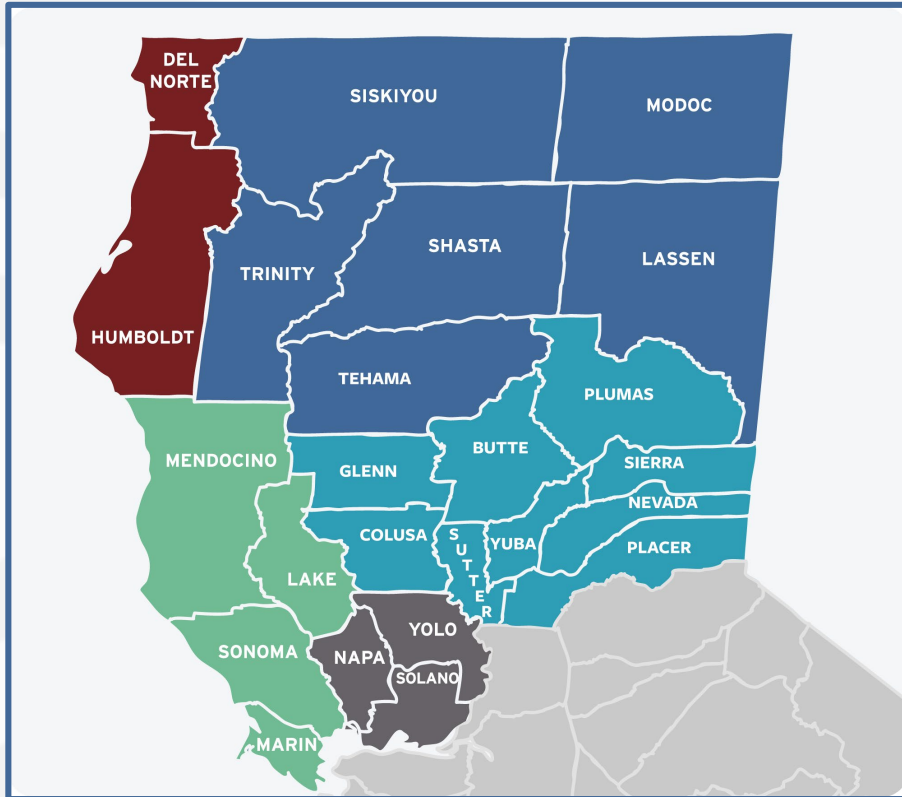 DEL
NORTE
SISKIYOU
MODOC
TRINITY
SHASTA
LASSEN
HUMBOLDT
TEHAMA
PLUMAS
MENDOCINO
GLENN
BUTTE
SIERRA
NEVADA
COLUSA
SUTTER
YUBA
PLACER
LAKE
SONOMA
NAPA
YOLO
SOLANO
MARIN